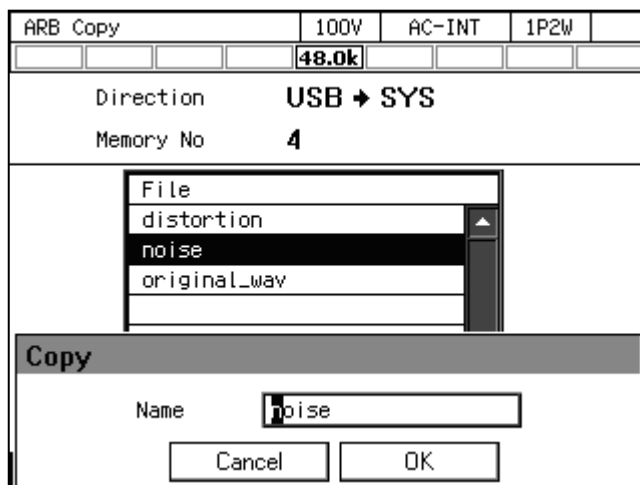 ARB Copy 100V AC-INT 1P2W
48.0k
Direction USB → SYS
Memory No 4
File
distortion
noise
original_wav
Copy
Name noise
Cancel OK